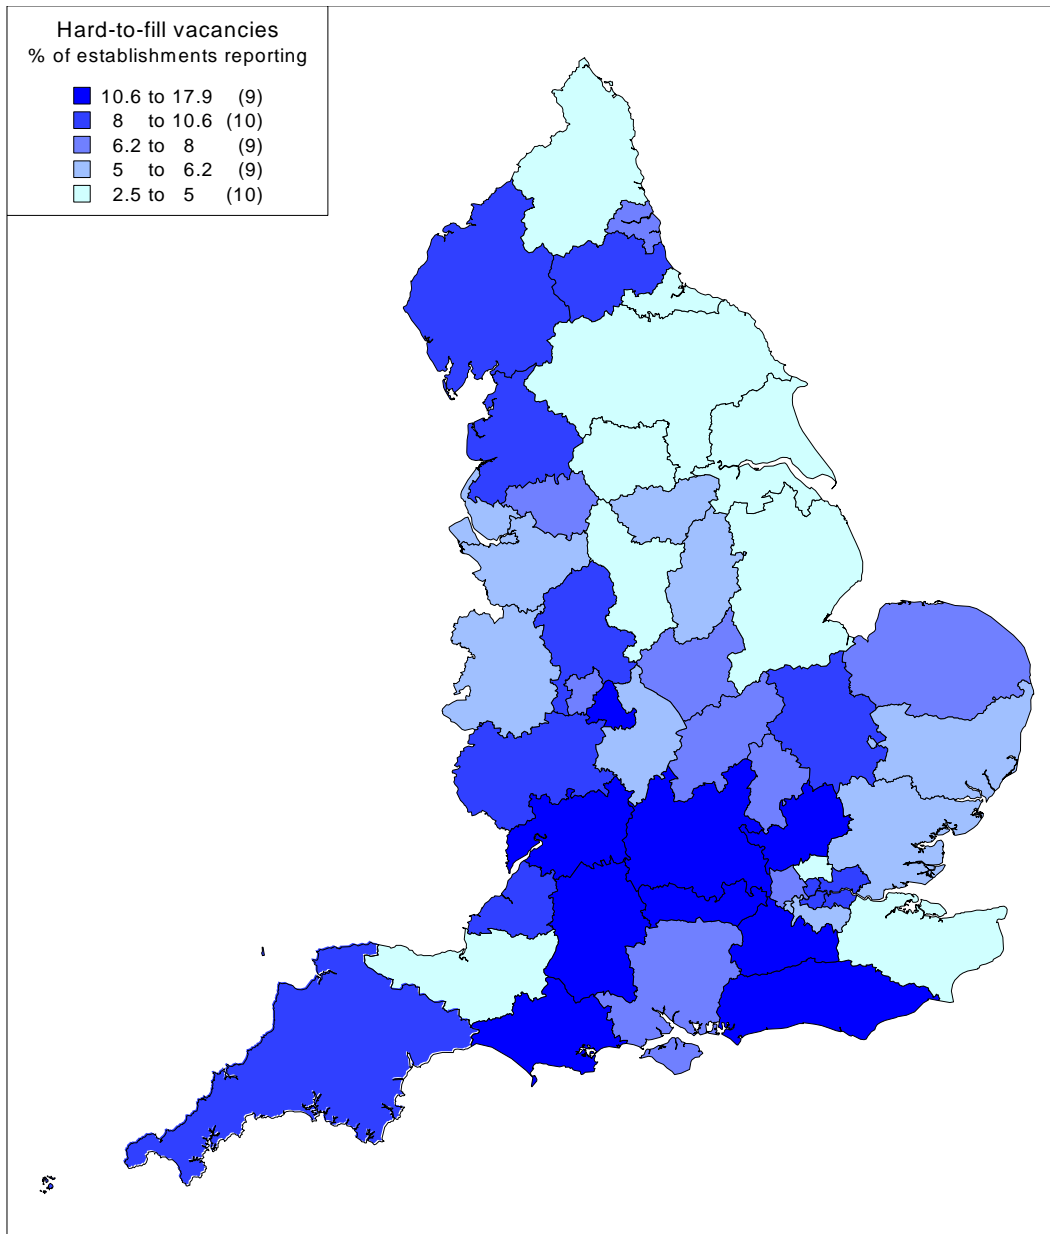 Hard-to-fill vacancies
% of establishments reporting
10.6 to 17.9 (9)
8 to 10.6 (10)
6.2 to 8 (9)
5 to 6.2 (9)
2.5 to 5 (10)